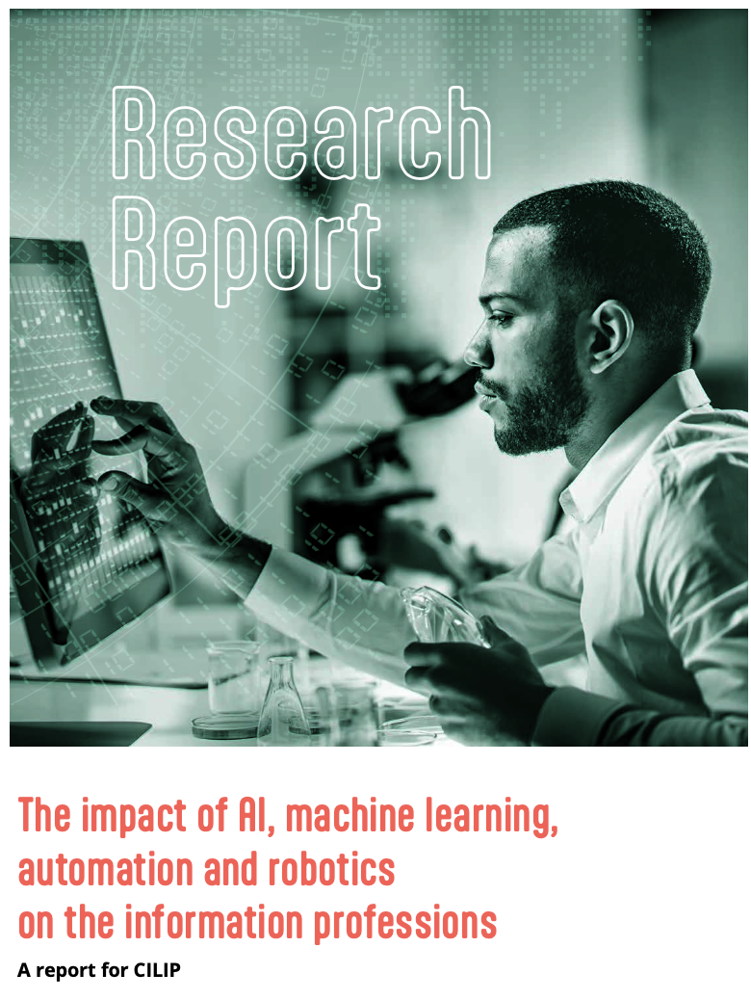 Research
Report
The impact of AI, machine learning,
automation and robotics
on the information professions
A report for CILIP